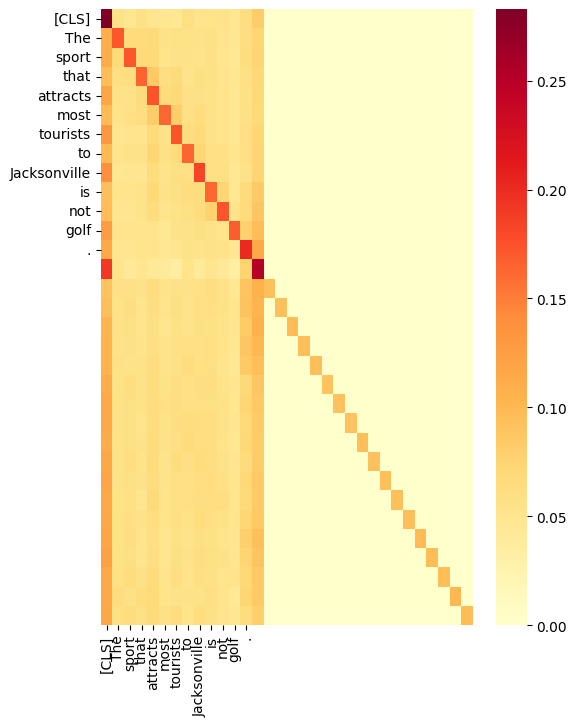 [CLS]
The
sport
that
attracts
most
tourists
to
Jacksonville
is
not
golf
.
0.25
0.20
0.15
0.10
0.05
0.00
[CLS]
The
sport
that
attracts
most
tourists
to
Jacksonville
is
not
golf
.